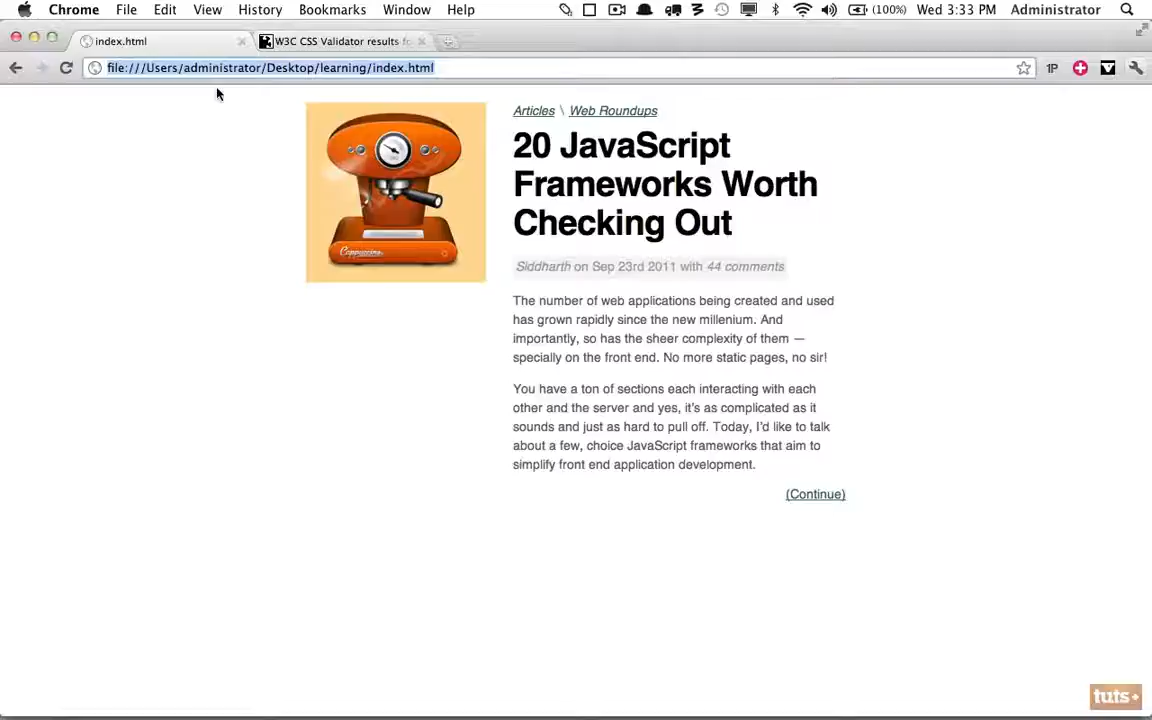 Chrome File Edit View History Bookmarks Window Help (100%) Wed 3:33 PM Administrator
index.html W3C CSS Validator results fo
file:///Users/administrator/Desktop/learning/index.html 1P
Articles \ Web Roundups
20 JavaScript
Frameworks Worth
Checking Out
Siddharth on Sep 23rd 2011 with 44 comments
The number of web applications being created and used
has grown rapidly since the new millenium. And
importantly, so has the sheer complexity of them —
specially on the front end. No more static pages, no sir!
You have a ton of sections each interacting with each
other and the server and yes, it's as complicated as it
sounds and just as hard to pull off. Today, I'd like to talk
about a few, choice JavaScript frameworks that aim to
simplify front end application development.
(Continue)
Cappuccino
tuts+